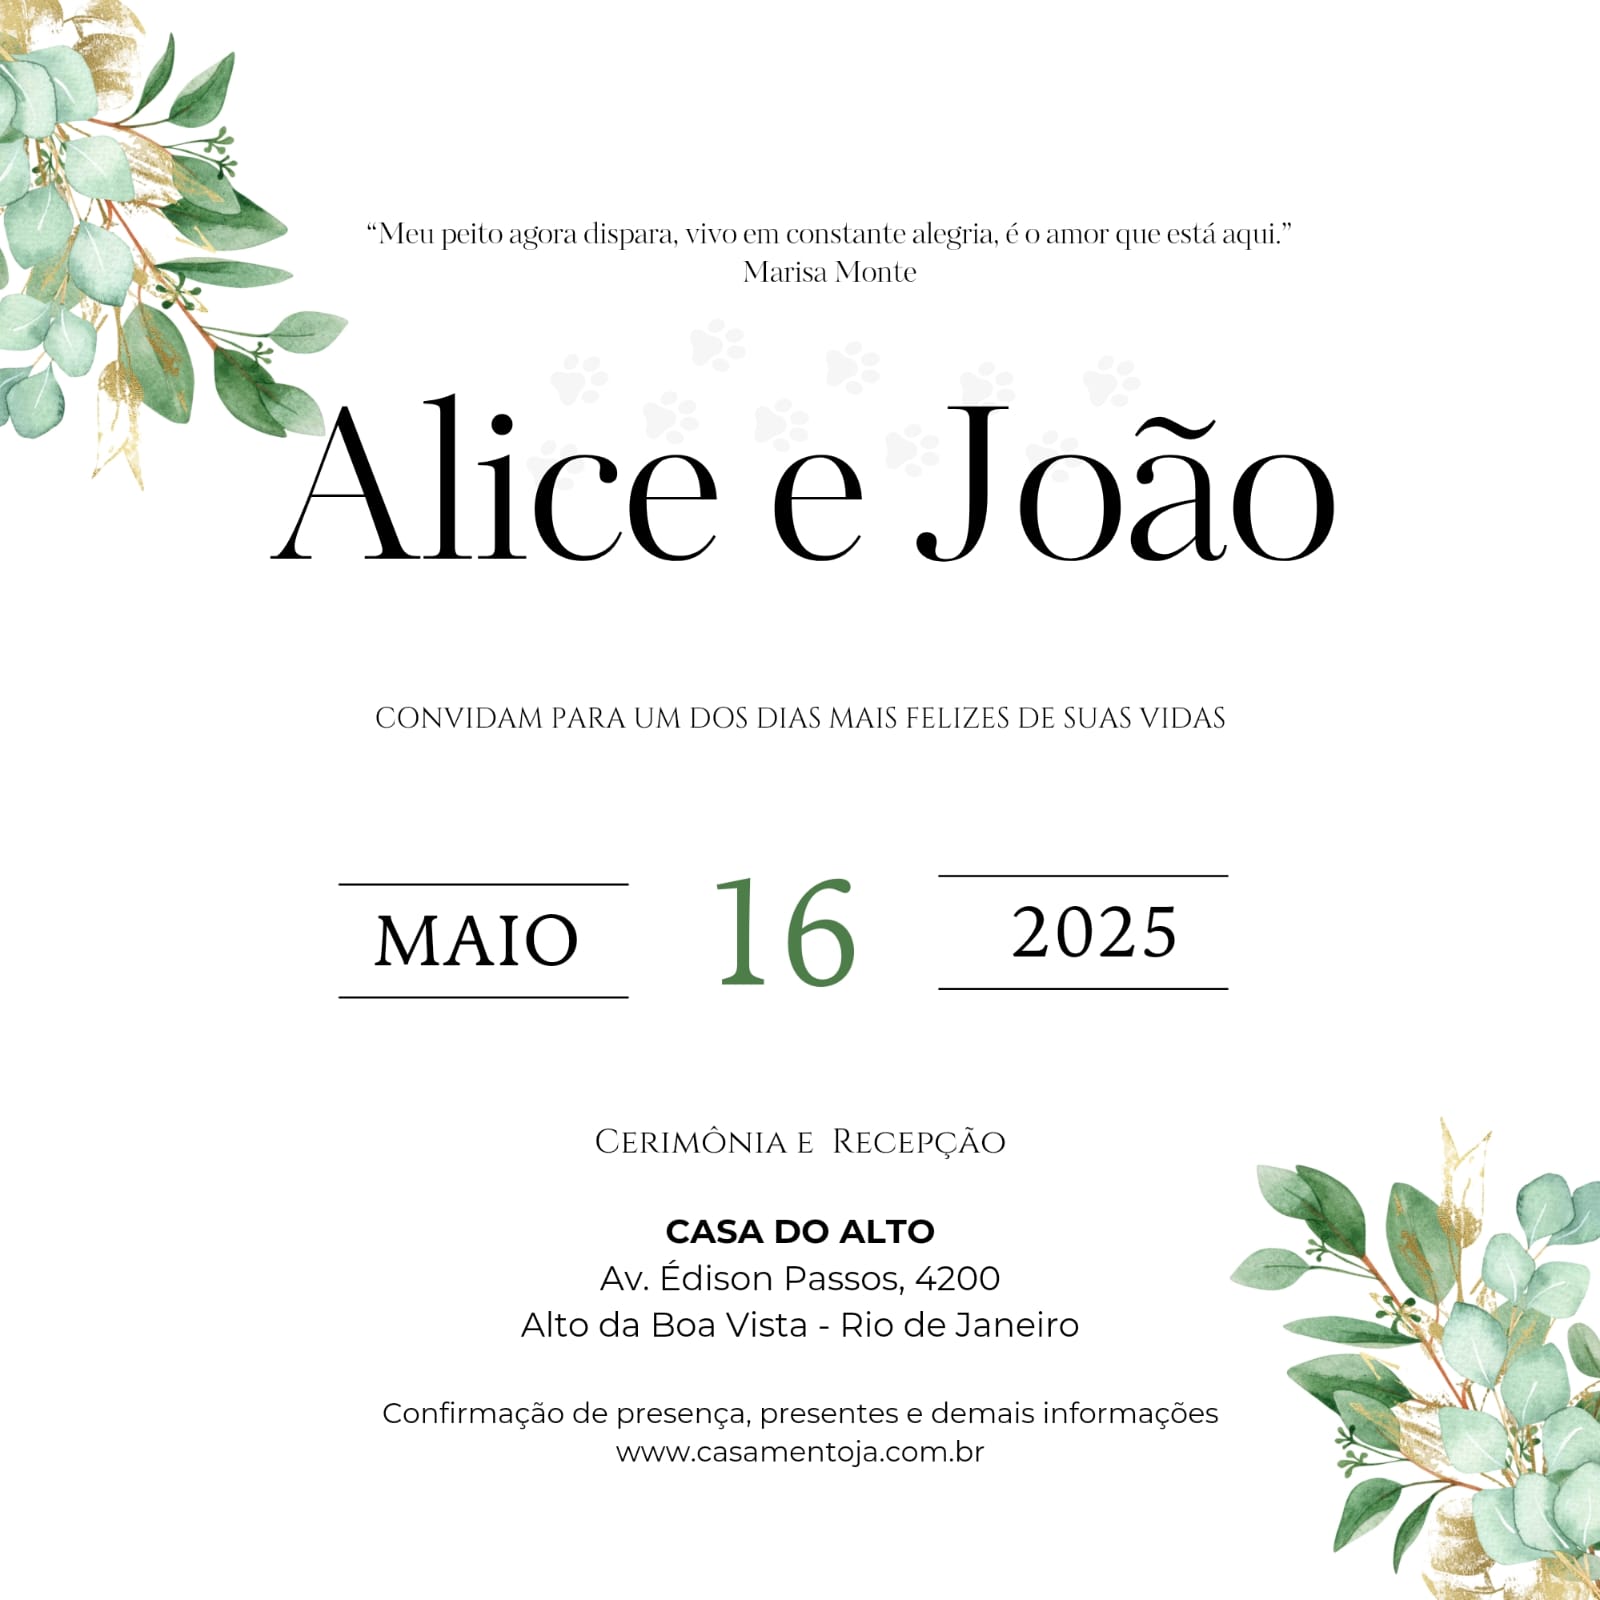 “Meu peito agora dispara, vivo em constante alegria, é o amor que está aqui.”
Marisa Monte
Alice e João
CONVIDAM PARA UM DOS DIAS MAIS FELIZES DE SUAS VIDAS
MAIO 16 2025
Cerimônia e Recepção
CASA DO ALTO
Av. Édison Passos, 4200
Alto da Boa Vista - Rio de Janeiro
Confirmação de presença, presentes e demais informações
www.casamentoja.com.br